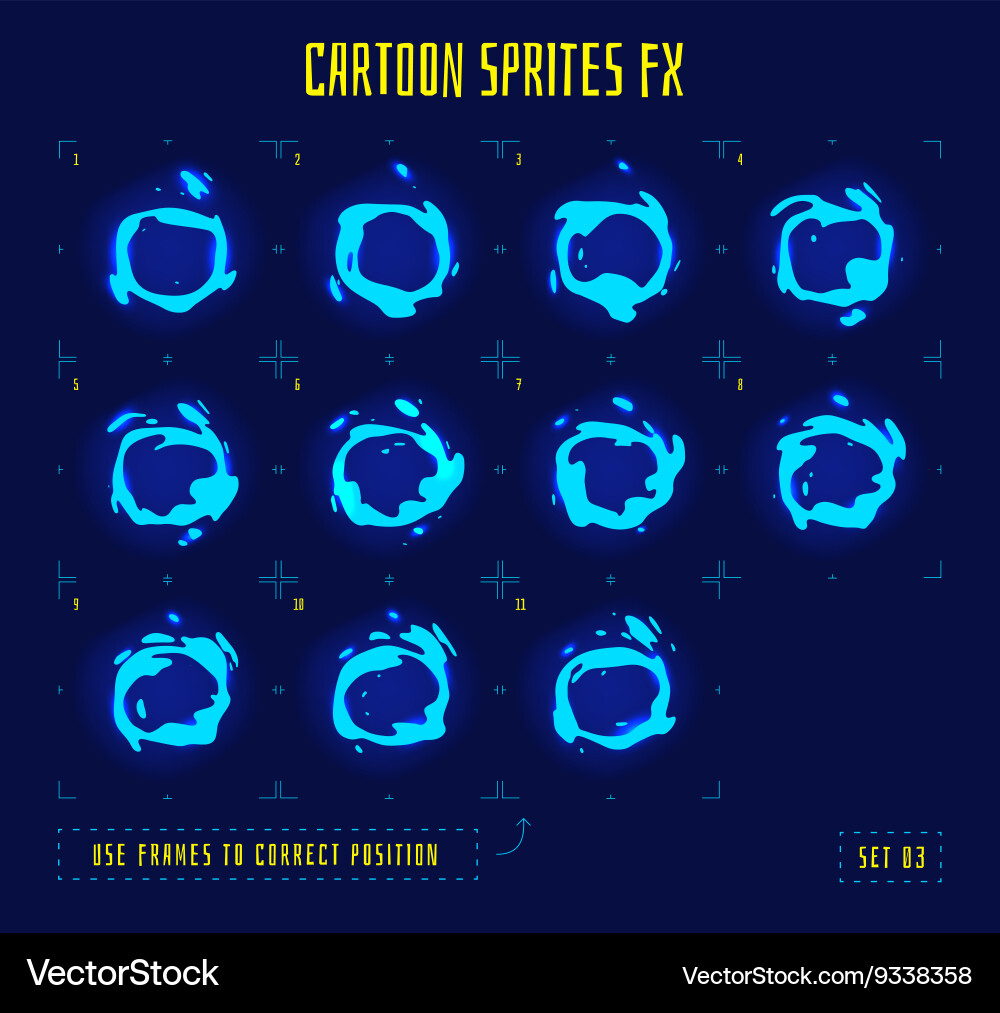 CARTOON SPRITES FX
1 2 3 4
5 6 7 8
9 10 11
USE FRAMES TO CORRECT POSITION
SET 03
VectorStock
VectorStock.com/9338358